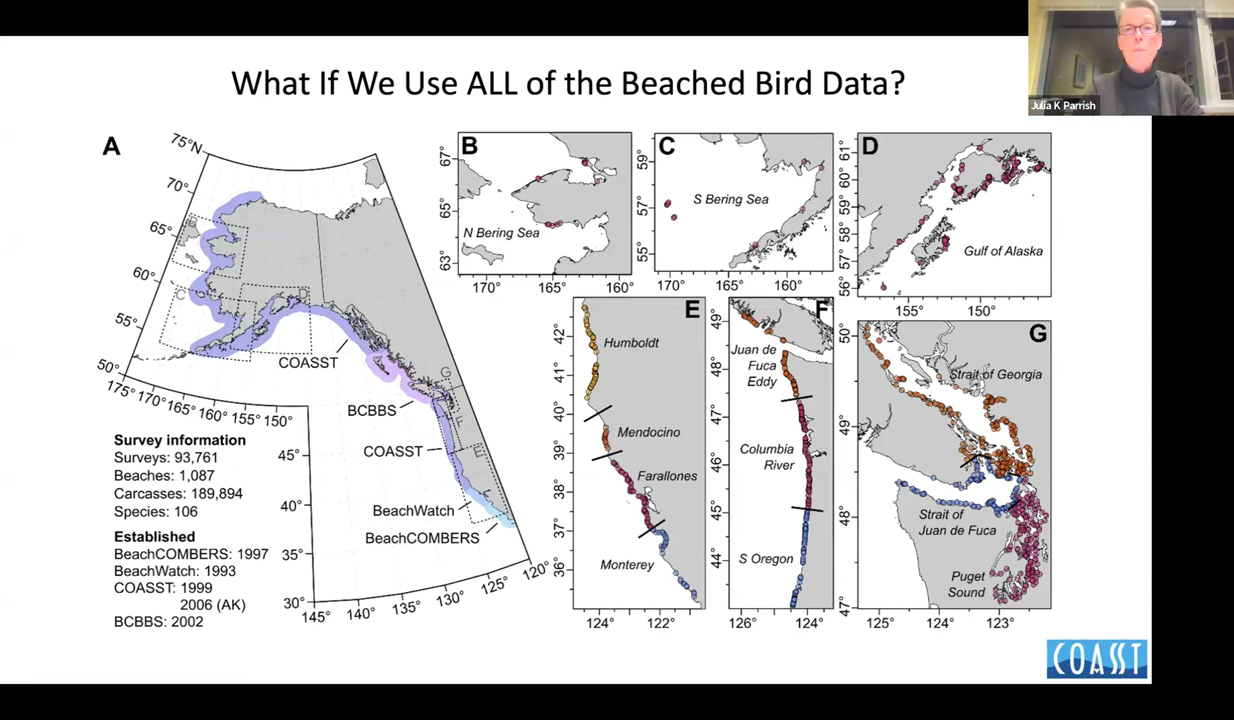 What If We Use ALL of the Beached Bird Data?
Julia K Parrish
A
75°N
70°
65°
60°
55°
50°
175°
170°
165°
160°
155°
150°
B
C
D
G
F
E
COASST
BCBBS
COASST
BeachWatch
BeachCOMBERS
45°
40°
35°
30°
145°
140°
135°
130°
125°
120°
Survey information
Surveys: 93,761
Beaches: 1,087
Carcasses: 189,894
Species: 106
Established
BeachCOMBERS: 1997
BeachWatch: 1993
COASST: 1999
2006 (AK)
BCBBS: 2002
B
67°
65°
63°
N Bering Sea
170°
165°
160°
C
59°
57°
55°
S Bering Sea
170°
165°
160°
D
61°
60°
59°
58°
57°
56°
Gulf of Alaska
155°
150°
E
42°
41°
40°
39°
38°
37°
36°
Humboldt
Mendocino
Farallones
Monterey
124°
122°
F
49°
48°
47°
46°
45°
44°
Juan de
Fuca
Eddy
Columbia
River
S Oregon
126°
124°
G
50°
49°
48°
47°
Strait of Georgia
Strait of
Juan de Fuca
Puget
Sound
125°
124°
123°
COASST